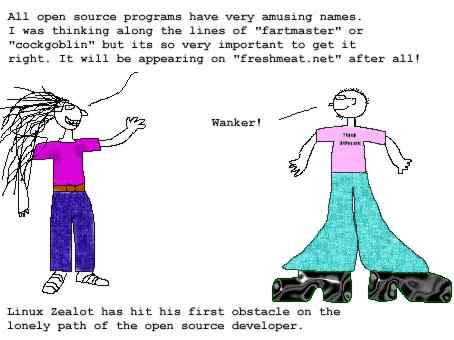 All open source programs have very amusing names.
I was thinking along the lines of "fartmaster" or
"cockgoblin" but its so very important to get it
right. It will be appearing on "freshmeat.net" after all!
Wanker!
Linux Zealot has hit his first obstacle on the
lonely path of the open source developer.